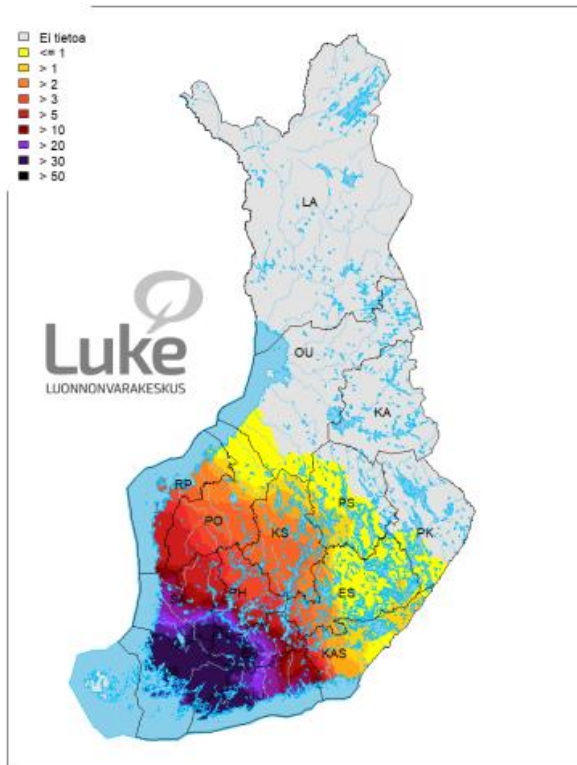 Ei tietoa
<= 1
> 1
> 2
> 3
> 5
> 10
> 20
> 30
> 50
LA
Luke
LUONNONVARAKESKUS
OU
KA
RP
PO
KS
PS
PK
PH
ES
KAS